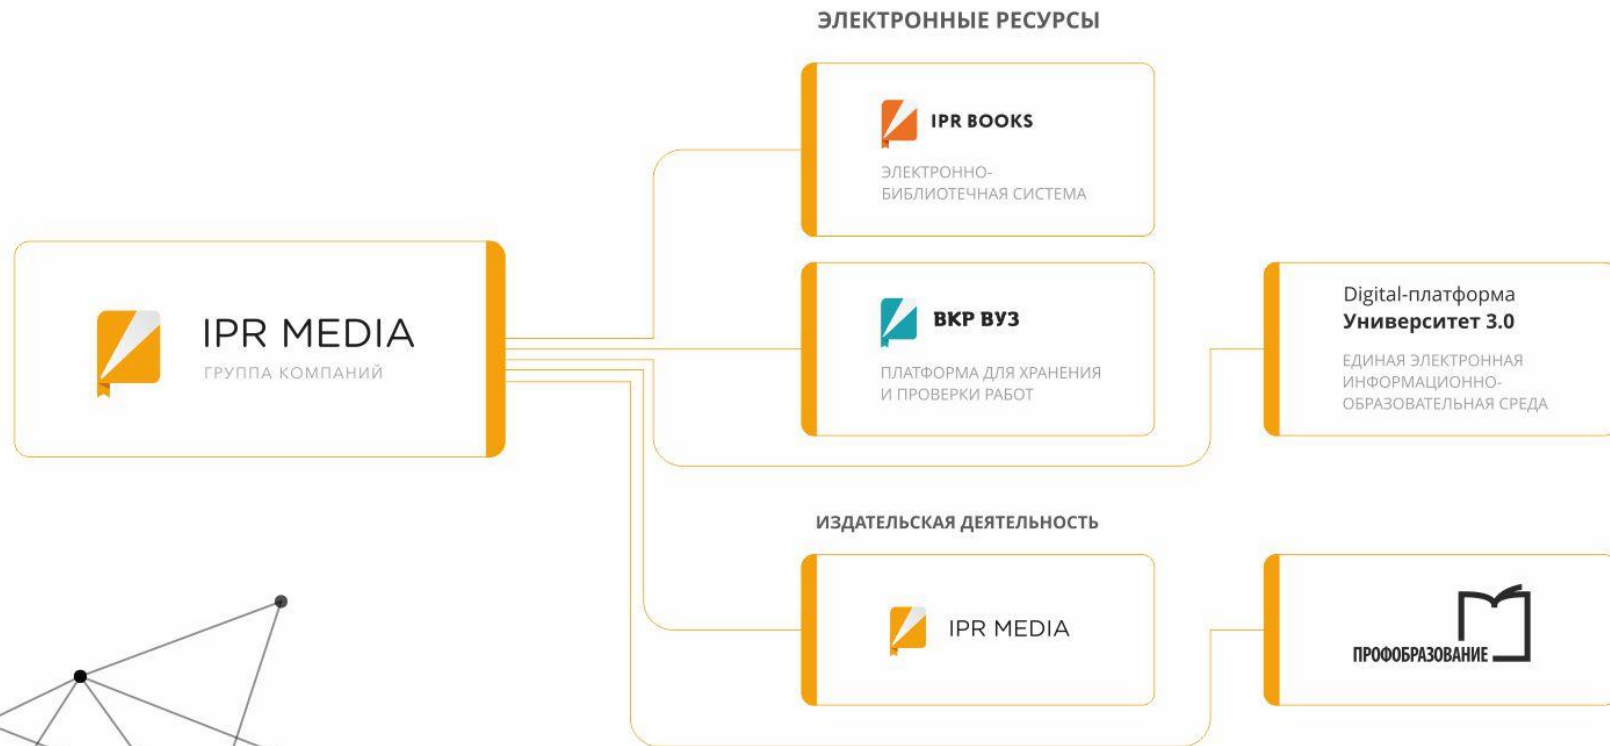 ЭЛЕКТРОННЫЕ РЕСУРСЫ
IPR BOOKS
ЭЛЕКТРОННО-
БИБЛИОТЕЧНАЯ СИСТЕМА
IPR MEDIA
ГРУППА КОМПАНИЙ
ВКР ВУЗ
ПЛАТФОРМА ДЛЯ ХРАНЕНИЯ
И ПРОВЕРКИ РАБОТ
Digital-платформа
Университет 3.0
ЕДИНАЯ ЭЛЕКТРОННАЯ
ИНФОРМАЦИОННО-
ОБРАЗОВАТЕЛЬНАЯ СРЕДА
ИЗДАТЕЛЬСКАЯ ДЕЯТЕЛЬНОСТЬ
IPR MEDIA
ПРОФОБРАЗОВАНИЕ